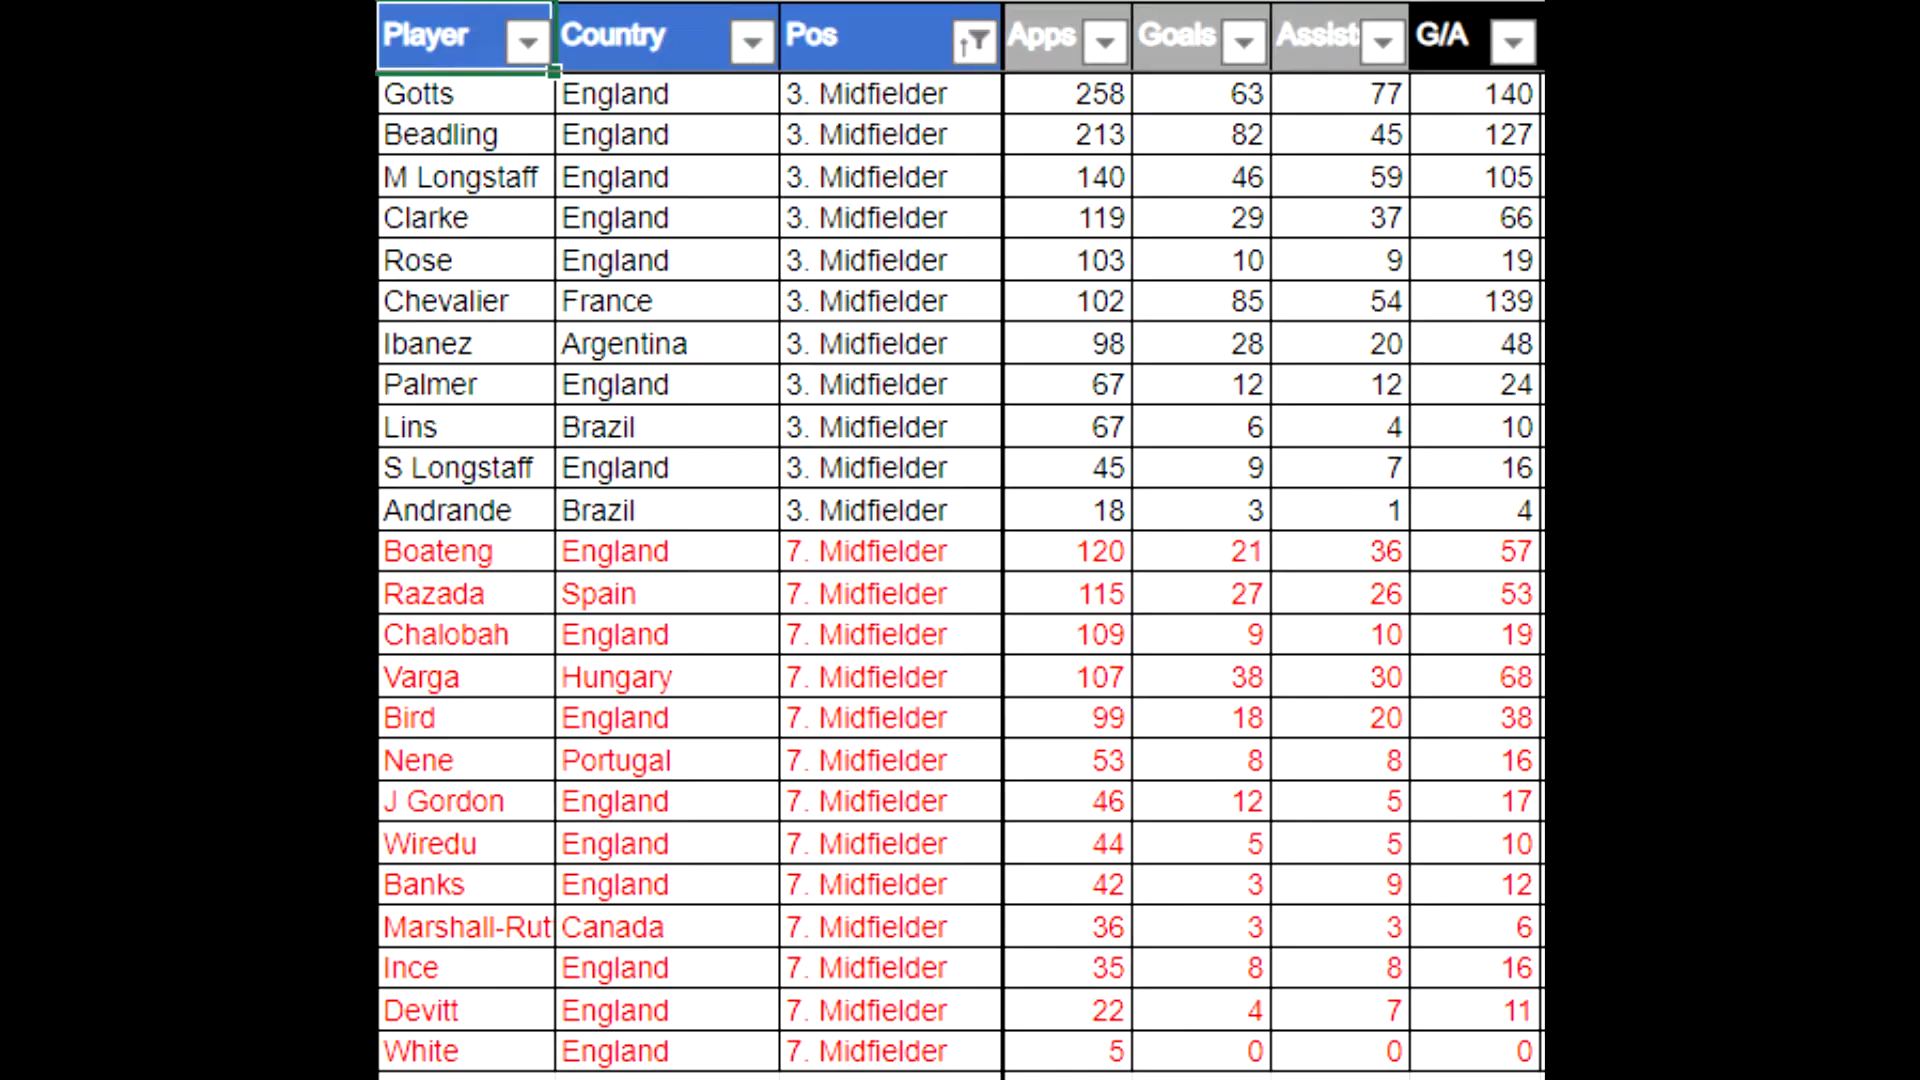 Player Country Pos Apps Goals Assist G/A
Gotts England 3. Midfielder 258 63 77 140
Beadling England 3. Midfielder 213 82 45 127
M Longstaff England 3. Midfielder 140 46 59 105
Clarke England 3. Midfielder 119 29 37 66
Rose England 3. Midfielder 103 10 9 19
Chevalier France 3. Midfielder 102 85 54 139
Ibanez Argentina 3. Midfielder 98 28 20 48
Palmer England 3. Midfielder 67 12 12 24
Lins Brazil 3. Midfielder 67 6 4 10
S Longstaff England 3. Midfielder 45 9 7 16
Andrande Brazil 3. Midfielder 18 3 1 4
Boateng England 7. Midfielder 120 21 36 57
Razada Spain 7. Midfielder 115 27 26 53
Chalobah England 7. Midfielder 109 9 10 19
Varga Hungary 7. Midfielder 107 38 30 68
Bird England 7. Midfielder 99 18 20 38
Nene Portugal 7. Midfielder 53 8 8 16
J Gordon England 7. Midfielder 46 12 5 17
Wiredu England 7. Midfielder 44 5 5 10
Banks England 7. Midfielder 42 3 9 12
Marshall-Rut Canada 7. Midfielder 36 3 3 6
Ince England 7. Midfielder 35 8 8 16
Devitt England 7. Midfielder 22 4 7 11
White England 7. Midfielder 5 0 0 0